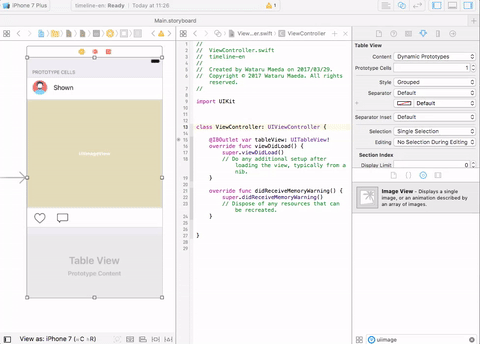 iPhone 7 Plus
timeline-en: Ready | Today at 11:28
1
Main.storyboard
View...er.swift
ViewController
PROTOTYPE CELLS
Shown
UIImageView
Table View
Prototype Content
View as: iPhone 7 (wC hR)
1
2
3
4
5
6
7
8
9
10
11
12
13
14
15
16
17
18
19
20
21
22
23
24
25
26
27
28
29
//
// ViewController.swift
// timeline-en
//
// Created by Wataru Maeda on 2017/03/29.
// Copyright © 2017 Wataru Maeda. All rights
reserved.
//
import UIKit
class ViewController: UIViewController {
@IBOutlet var tableView: UITableView!
override func viewDidLoad() {
super.viewDidLoad()
// Do any additional setup after
loading the view, typically from a
nib.
}
override func didReceiveMemoryWarning() {
super.didReceiveMemoryWarning()
// Dispose of any resources that can
be recreated.
}
}
Table View
Content Dynamic Prototypes
Prototype Cells 1
Style Grouped
Separator Default
Default
Separator Inset Default
Selection Single Selection
Editing No Selection During Editing
Section Index
Display Limit 0
Image View - Displays a single
image, or an animation described by
an array of images.
uiimage